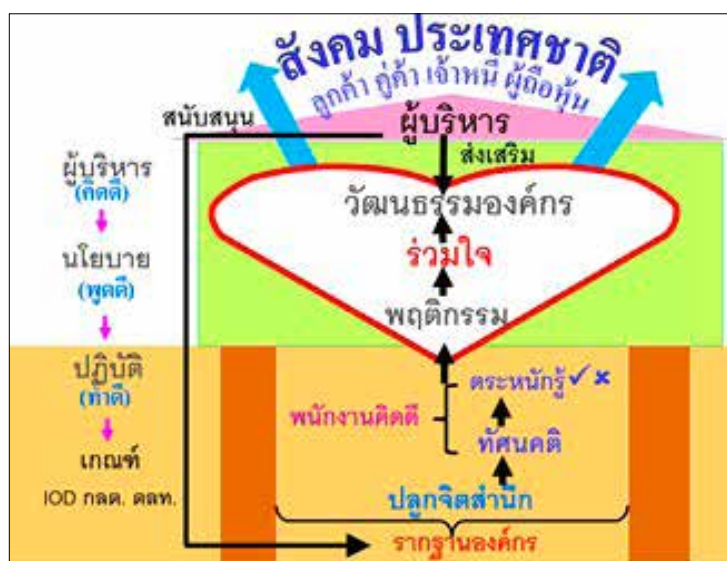 สังคม ประเทศชาติ
ลูกค้า คู่ค้า เจ้าหนี้ ผู้ถือหุ้น
สนับสนุน
ผู้บริหาร
ส่งเสริม
ผู้บริหาร
(คิดดี)
วัฒนธรรมองค์กร
นโยบาย
(พูดดี)
ร่วมใจ
พฤติกรรม
ปฏิบัติ
(ทำดี)
ตระหนักรู้ ✓ ✗
พนักงานคิดดี
ทัศนคติ
เกณฑ์
IOD กลต. ตลท.
ปลูกจิตสำนึก
รากฐานองค์กร